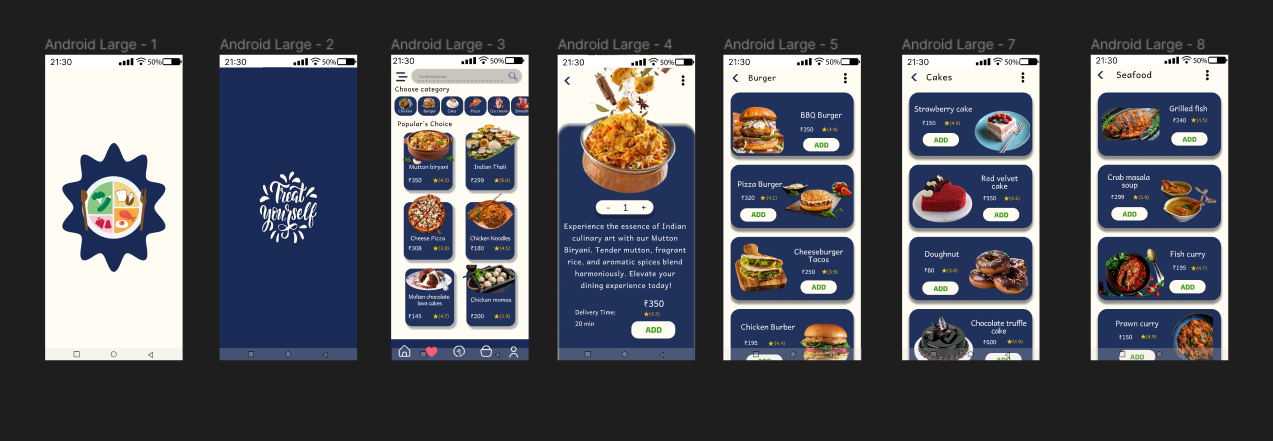 Android Large - 1
21:30
50%
Android Large - 2
21:30
50%
Treat
Yourself
Android Large - 3
21:30
50%
Choose category
Chicken
Burger
Cake
Pizza
Ice cream
Popular's Choice
Mutton biryani
₹350 ★(4.3)
Indian Thali
₹299 ★(5.0)
Cheese Pizza
₹308 ★(3.8)
Chicken Noodles
₹180 ★(4.5)
Molten chocolate
lava cakes
₹145 ★(4.7)
Chicken momos
₹200 ★(3.9)
Android Large - 4
21:30
50%
- 1 +
Experience the essence of Indian
culinary art with our Mutton
Biryani. Tender mutton, fragrant
rice, and aromatic spices blend
harmoniously. Elevate your
dining experience today!
₹350
★(4.3)
Delivery Time:
20 min
ADD
Android Large - 5
21:30
50%
Burger
BBQ Burger
₹350 ★(4.9)
ADD
Pizza Burger
₹320 ★(4.1)
ADD
Cheeseburger
Tacos
₹250 ★(3.9)
ADD
Chicken Burber
₹195 ★(4.4)
ADD
Android Large - 7
21:30
50%
Cakes
Strawberry cake
₹150 ★(4.8)
ADD
Red velvet
cake
₹550 ★(4.2)
ADD
Doughnut
₹80 ★(3.9)
ADD
Chocolate truffle
cake
₹600 ★(4.9)
ADD
Android Large - 8
21:30
50%
Seafood
Grilled fish
₹240 ★(4.5)
ADD
Crab masala
soup
₹299 ★(3.9)
ADD
Fish curry
₹195 ★(4.7)
ADD
Prawn curry
₹150 ★(4.9)
ADD